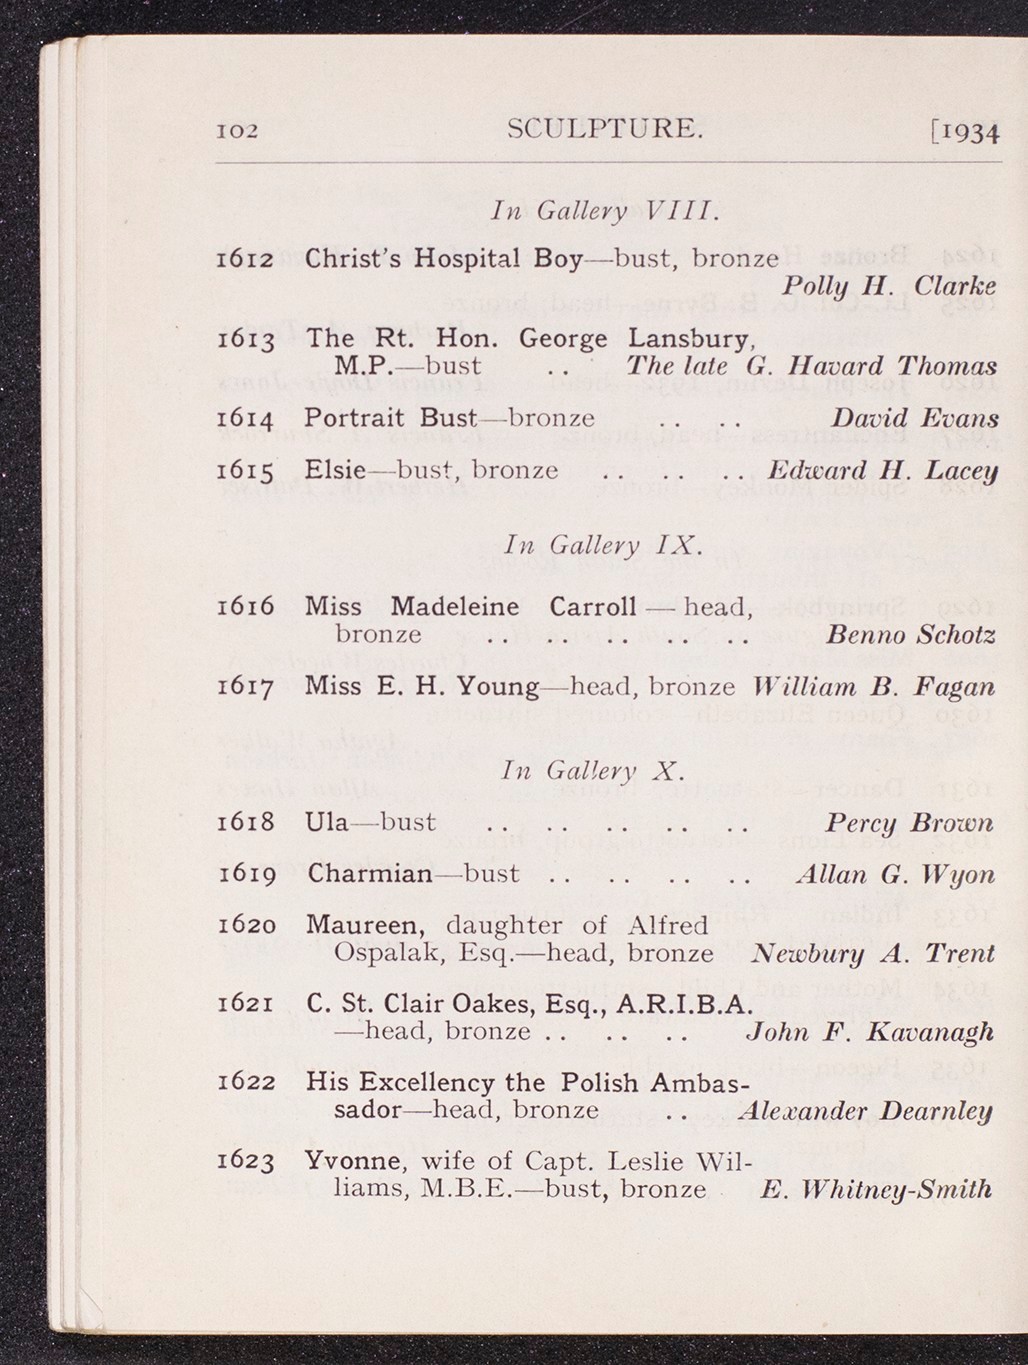 102 SCULPTURE. [1934
In Gallery VIII.
1612 Christ's Hospital Boy—bust, bronze
Polly H. Clarke
1613 The Rt. Hon. George Lansbury,
M.P.—bust .. The late G. Havard Thomas
1614 Portrait Bust—bronze .. .. David Evans
1615 Elsie—bust, bronze .. .. .. Edward H. Lacey
In Gallery IX.
1616 Miss Madeleine Carroll — head,
bronze .. .. .. .. .. Benno Schotz
1617 Miss E. H. Young—head, bronze William B. Fagan
In Gallery X.
1618 Ula—bust .. .. .. .. .. Percy Brown
1619 Charmian—bust .. .. .. .. Allan G. Wyon
1620 Maureen, daughter of Alfred
Ospalak, Esq.—head, bronze Newbury A. Trent
1621 C. St. Clair Oakes, Esq., A.R.I.B.A.
—head, bronze .. .. .. John F. Kavanagh
1622 His Excellency the Polish Ambas-
sador—head, bronze .. Alexander Dearnley
1623 Yvonne, wife of Capt. Leslie Wil-
liams, M.B.E.—bust, bronze E. Whitney-Smith